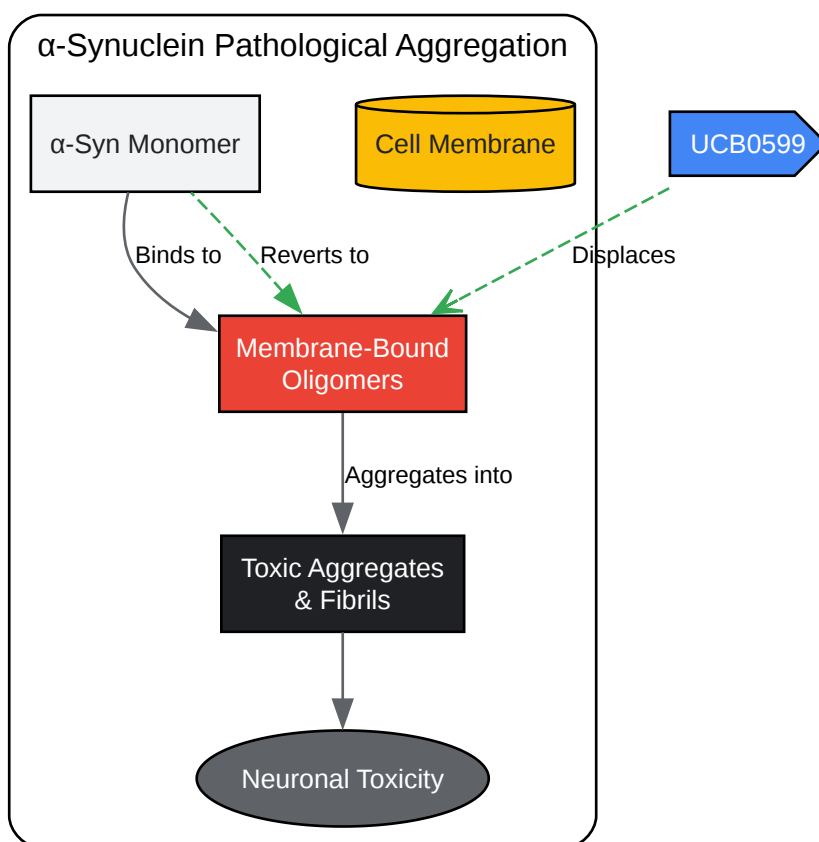 α-Synuclein Pathological Aggregation
α-Syn Monomer
Cell Membrane
UCB0599
Binds to
Reverts to
Displaces
Membrane-Bound
Oligomers
Aggregates into
Toxic Aggregates
& Fibrils
Neuronal Toxicity